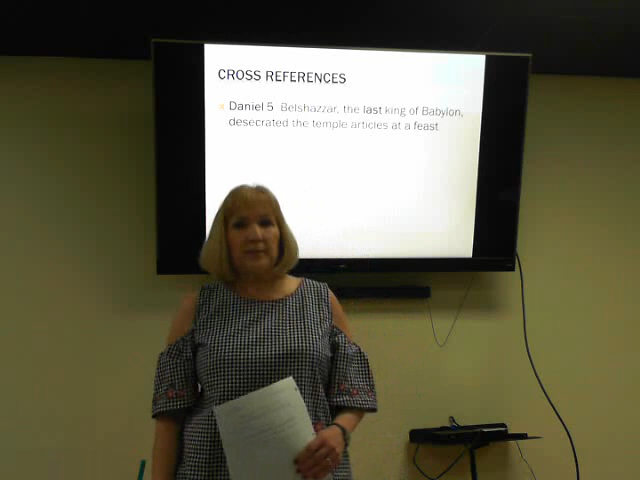 CROSS REFERENCES
Daniel 5 Belshazzar, the last king of Babylon,
desecrated the temple articles at a feast